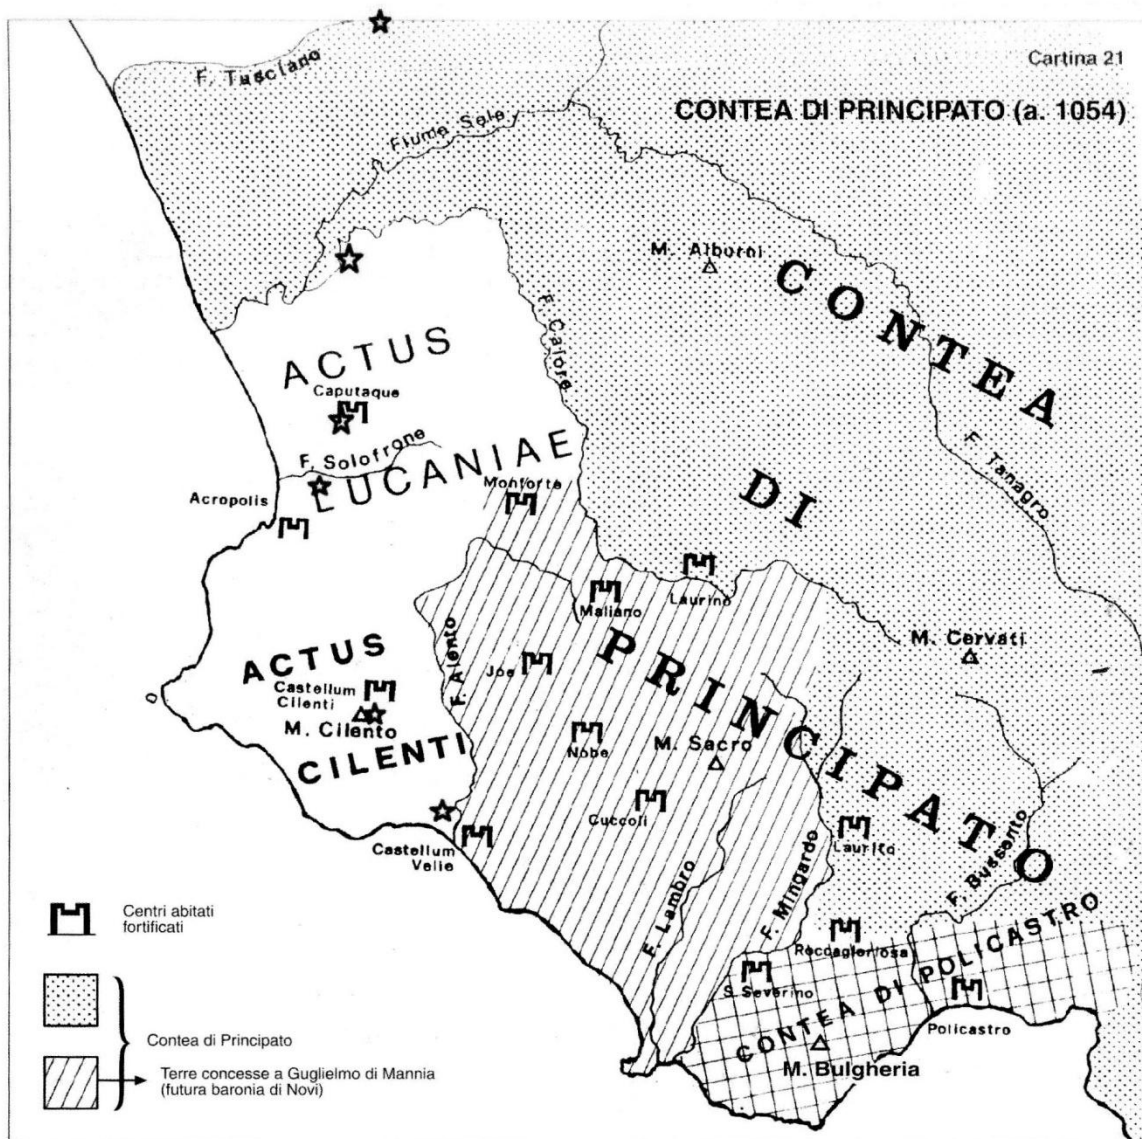 Cartina 21
CONTEA DI PRINCIPATO (a. 1054)
F. Tusciano
Fiume Sele
M. Alburni
CONTEA
DI
PRINCIPATO
F. Calore
F. Tanagro
ACTUS
Caputaque
F. Solofrone
LUCANIAE
Acropolis
Monforte
Laurino
Maliano
M. Cervati
ACTUS
Castellum
Cilenti
M. Cilento
CILENTI
F. Alento
Joe
Nobe
M. Sacro
Cuccoli
Castellum
Velie
Laurito
F. Bussento
F. Lambro
F. Mingardo
Roccagloriosa
S. Severino
CONTEA DI POLICASTRO
Policastro
M. Bulgheria
Centri abitati
fortificati
Contea di Principato
Terre concesse a Guglielmo di Mannia
(futura baronia di Novi)